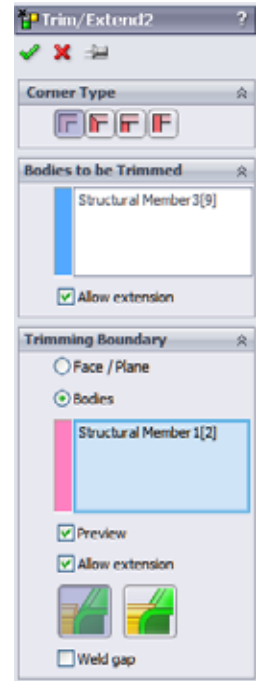 Trim/Extend2 ?
Corner Type
Bodies to be Trimmed
Structural Member3[9]
Allow extension
Trimming Boundary
Face / Plane
Bodies
Structural Member1[2]
Preview
Allow extension
Weld gap